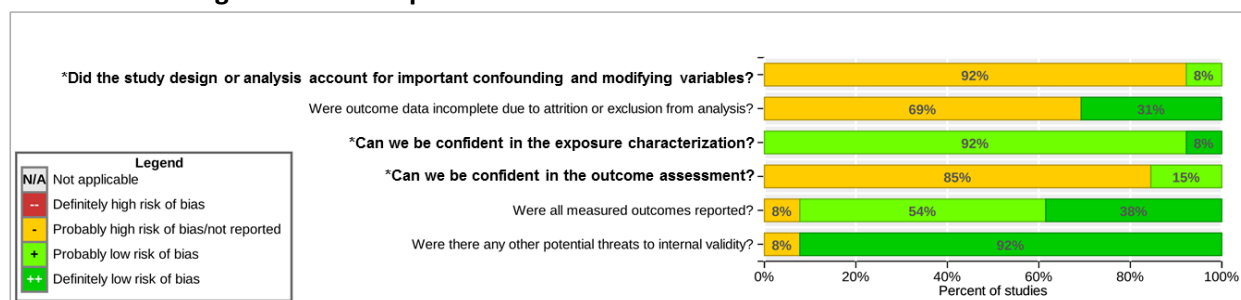 *Did the study design or analysis account for important confounding and modifying variables?
92%
8%
Were outcome data incomplete due to attrition or exclusion from analysis?
69%
31%
*Can we be confident in the exposure characterization?
92%
8%
*Can we be confident in the outcome assessment?
85%
15%
Were all measured outcomes reported?
8%
54%
38%
Were there any other potential threats to internal validity?
8%
92%
0%
20%
40%
60%
80%
100%
Percent of studies
Legend
N/A Not applicable
-- Definitely high risk of bias
- Probably high risk of bias/not reported
+ Probably low risk of bias
++ Definitely low risk of bias